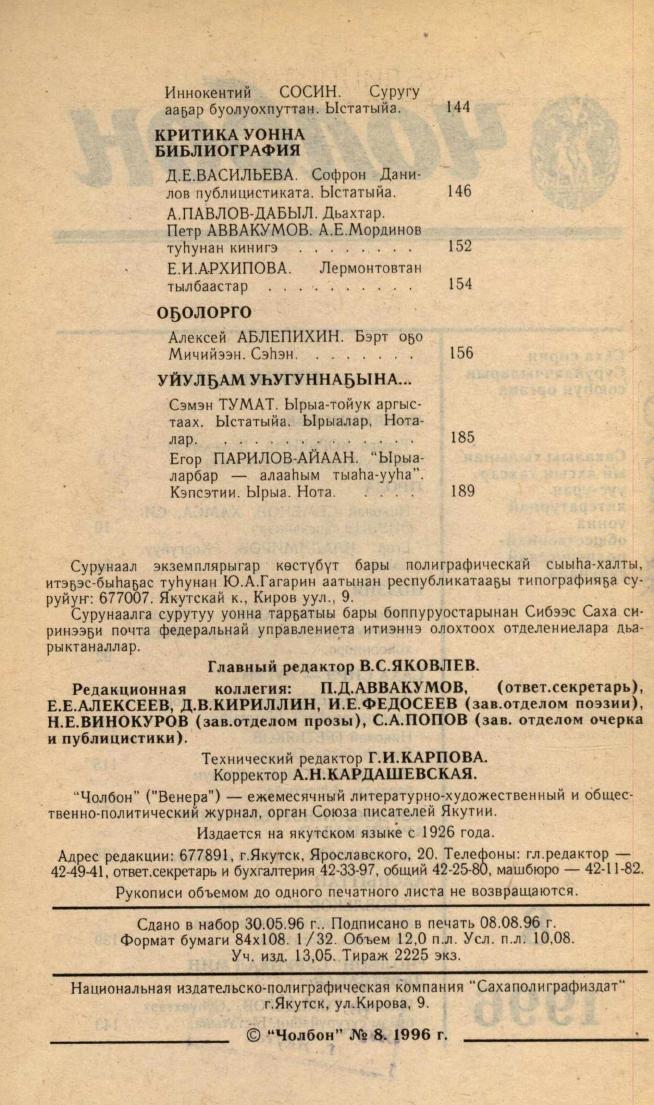 Иннокентий СОСИН. Суругу
ааҕар буолуохпуттан. Ыстатыйа. 144
КРИТИКА УОННА
БИБЛИОГРАФИЯ
Д.Е.ВАСИЛЬЕВА. Софрон Дани-
лов публицистиката. Ыстатыйа. 146
А.ПАВЛОВ-ДАБЫЛ. Дьахтар.
Петр АВВАКУМОВ. А.Е.Мординов
туһунан кинигэ . . . . . . . . 152
Е.И.АРХИПОВА. Лермонтовтан
тылбаастар . . . . . . . . . . 154
ОҔОЛОРГО
Алексей АБЛЕПИХИН. Бэрт оҕо
Мичийээн. Сэһэн. . . . . . . . 156
УЙУЛҔАМ УҺУГУННАҔЫНА...
Сэмэн ТУМАТ. Ырыа-тойук аргыс-
таах. Ыстатыйа. Ырыалар, Нота-
лар. . . . . . . . . . . . . . 185
Егор ПАРИЛОВ-АЙААН. "Ырыа-
ларбар — алааһым тыаһа-ууһа".
Кэпсэтии. Ырыа. Нота. . . . . 189
Сурунаал экземплярыгар көстүбүт бары полиграфическай сыыһа-халты,
итэҕэс-быһаҕас туһунан Ю.А.Гагарин аатынан республикатааҕы типографияҕа су-
руйуҥ: 677007. Якутскай к., Киров уул., 9.
Сурунаалга сурутуу уонна тарҕатыы бары боппуруостарынан Сибээс Саха си-
ринээҕи почта федеральнай управлениета итиэннэ олохтоох отделениелара дьа-
рыктаналлар.
Главный редактор В.С.ЯКОВЛЕВ.
Редакционная коллегия: П.Д.АВВАКУМОВ, (ответ.секретарь),
Е.Е.АЛЕКСЕЕВ, Д.В.КИРИЛЛИН, И.Е.ФЕДОСЕЕВ (зав.отделом поэзии),
Н.Е.ВИНОКУРОВ (зав.отделом прозы), С.А.ПОПОВ (зав. отделом очерка
и публицистики).
Технический редактор Г.И.КАРПОВА.
Корректор А.Н.КАРДАШЕВСКАЯ.
"Чолбон" ("Венера") — ежемесячный литературно-художественный и общес-
твенно-политический журнал, орган Союза писателей Якутии.
Издается на якутском языке с 1926 года.
Адрес редакции: 677891, г.Якутск, Ярославского, 20. Телефоны: гл.редактор —
42-49-41, ответ.секретарь и бухгалтерия 42-33-97, общий 42-25-80, машбюро — 42-11-82.
Рукописи объемом до одного печатного листа не возвращаются.
Сдано в набор 30.05.96 г.. Подписано в печать 08.08.96 г.
Формат бумаги 84х108. 1/32. Объем 12,0 п.л. Усл. п.л. 10,08.
Уч. изд. 13,05. Тираж 2225 экз.
Национальная издательско-полиграфическая компания "Сахаполиграфиздат"
г.Якутск, ул.Кирова, 9.
© "Чолбон" № 8. 1996 г.